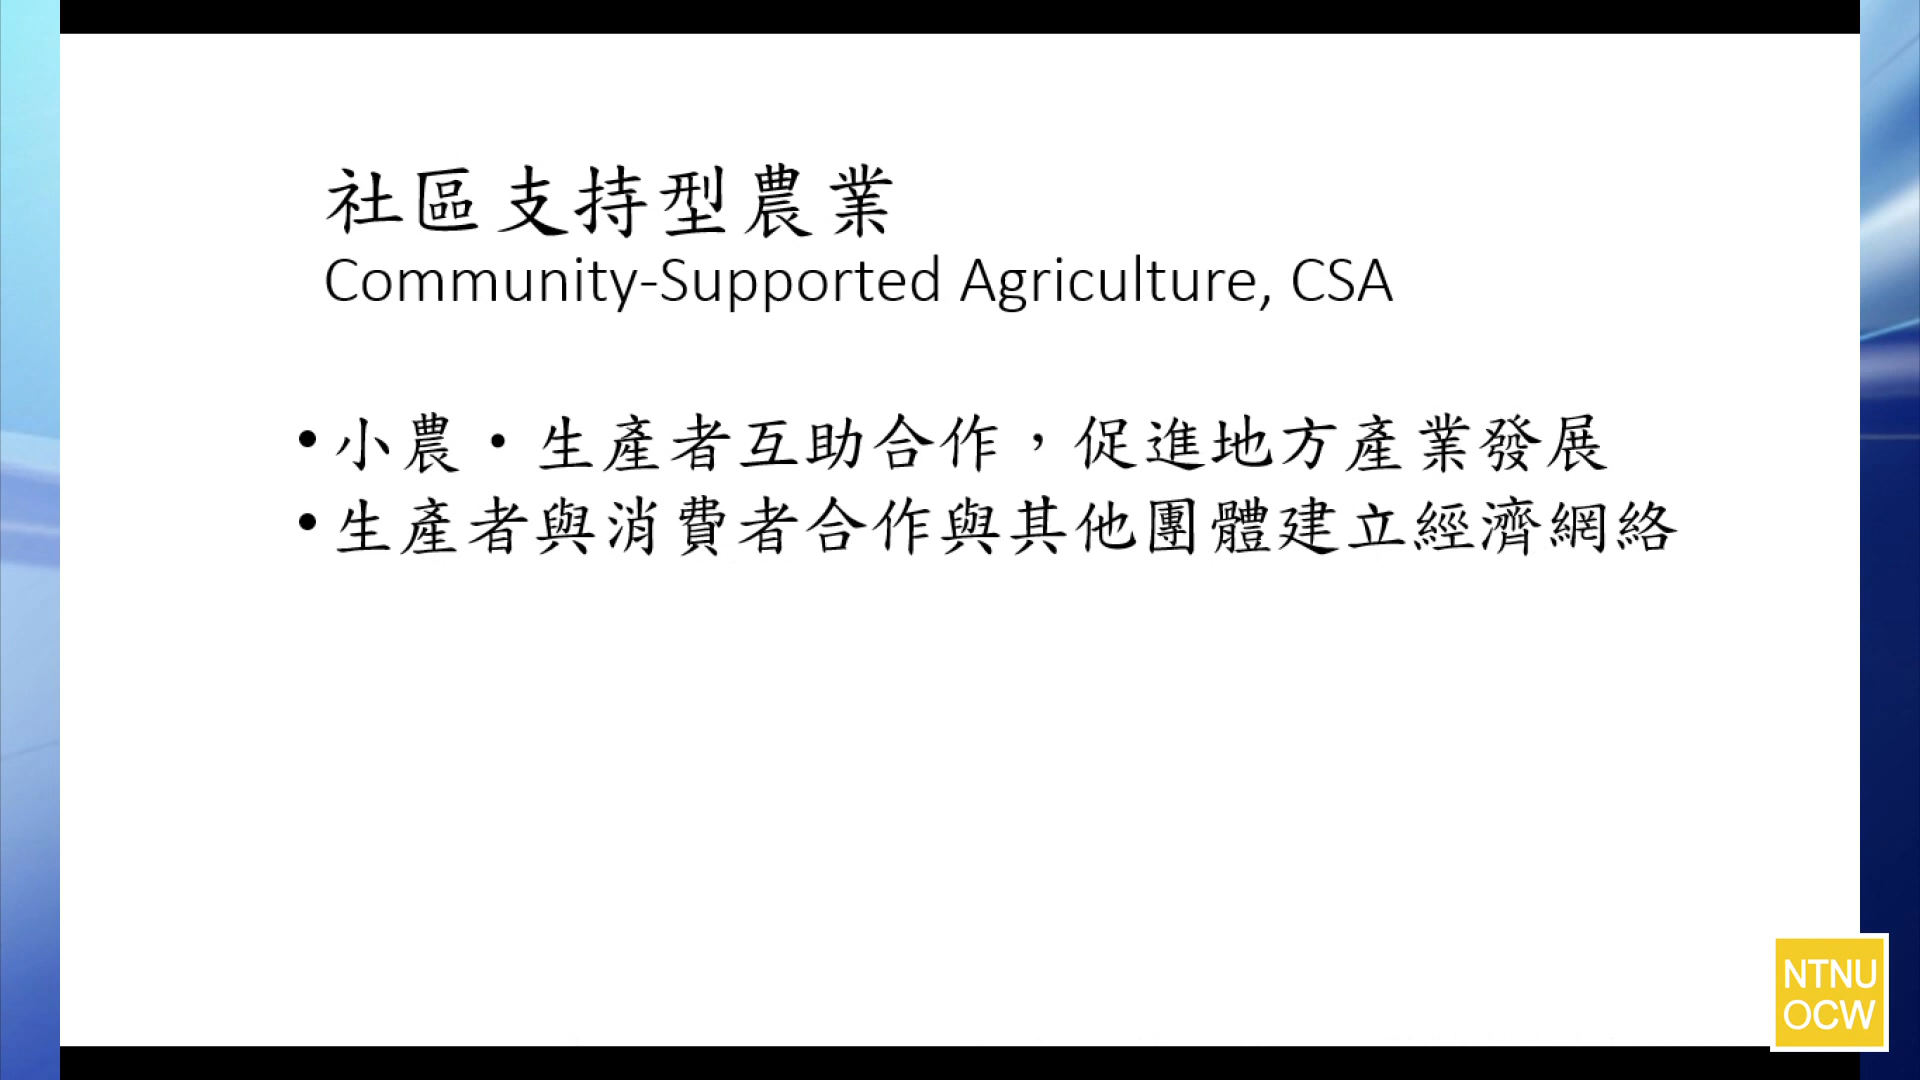 社區支持型農業
Community-Supported Agriculture, CSA
•小農・生產者互助合作，促進地方產業發展
•生產者與消費者合作與其他團體建立經濟網絡
NTNU
OCW